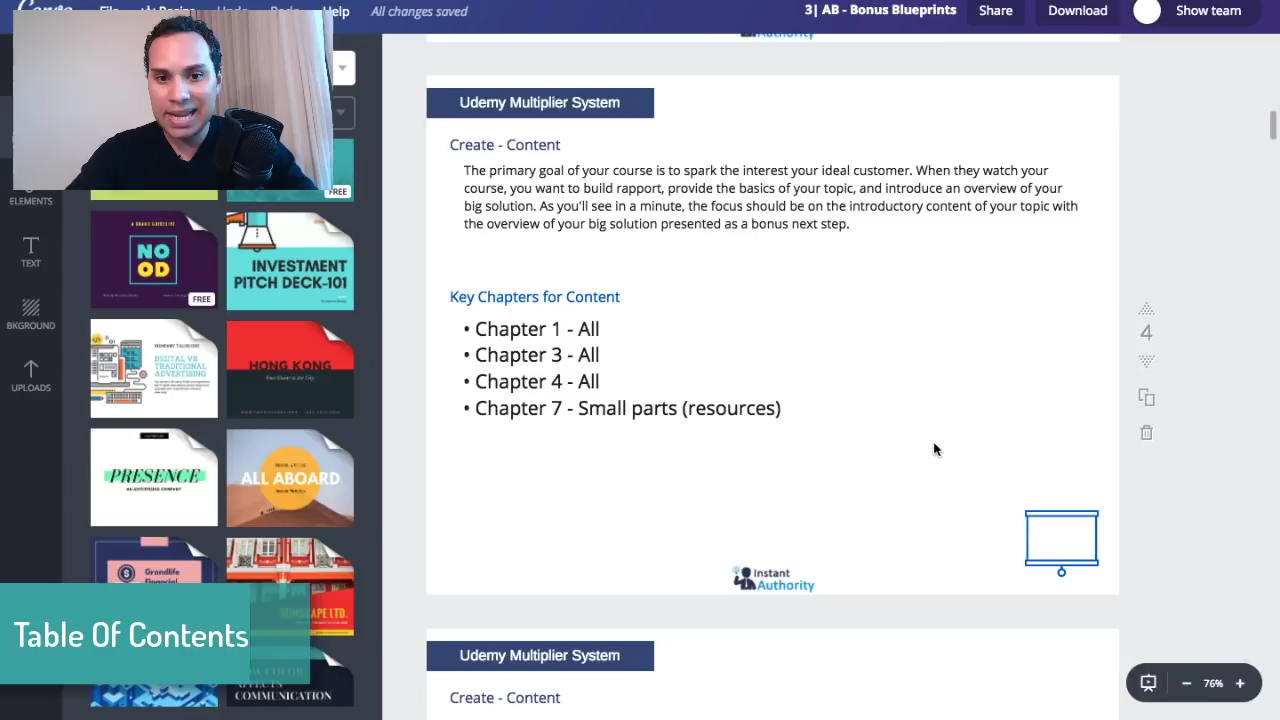 File
Resize
Undo
Redo
Help
All changes saved
3| AB - Bonus Blueprints
Share
Download
Show team
Authority
Udemy Multiplier System
Create - Content
The primary goal of your course is to spark the interest your ideal customer. When they watch your
course, you want to build rapport, provide the basics of your topic, and introduce an overview of your
big solution. As you'll see in a minute, the focus should be on the introductory content of your topic with
the overview of your big solution presented as a bonus next step.
Key Chapters for Content
• Chapter 1 - All
• Chapter 3 - All
• Chapter 4 - All
• Chapter 7 - Small parts (resources)
Instant
Authority
4
Udemy Multiplier System
Create - Content
76%
ELEMENTS
TEXT
BKGROUND
UPLOADS
FREE
NO
OD
FREE
INVESTMENT
PITCH DECK-101
DIGITAL VS
TRADITIONAL
ADVERTISING
HONG KONG
PRESENCE
ALL ABOARD
Grondlife
Financial
COMMUNICATION
Table Of Contents